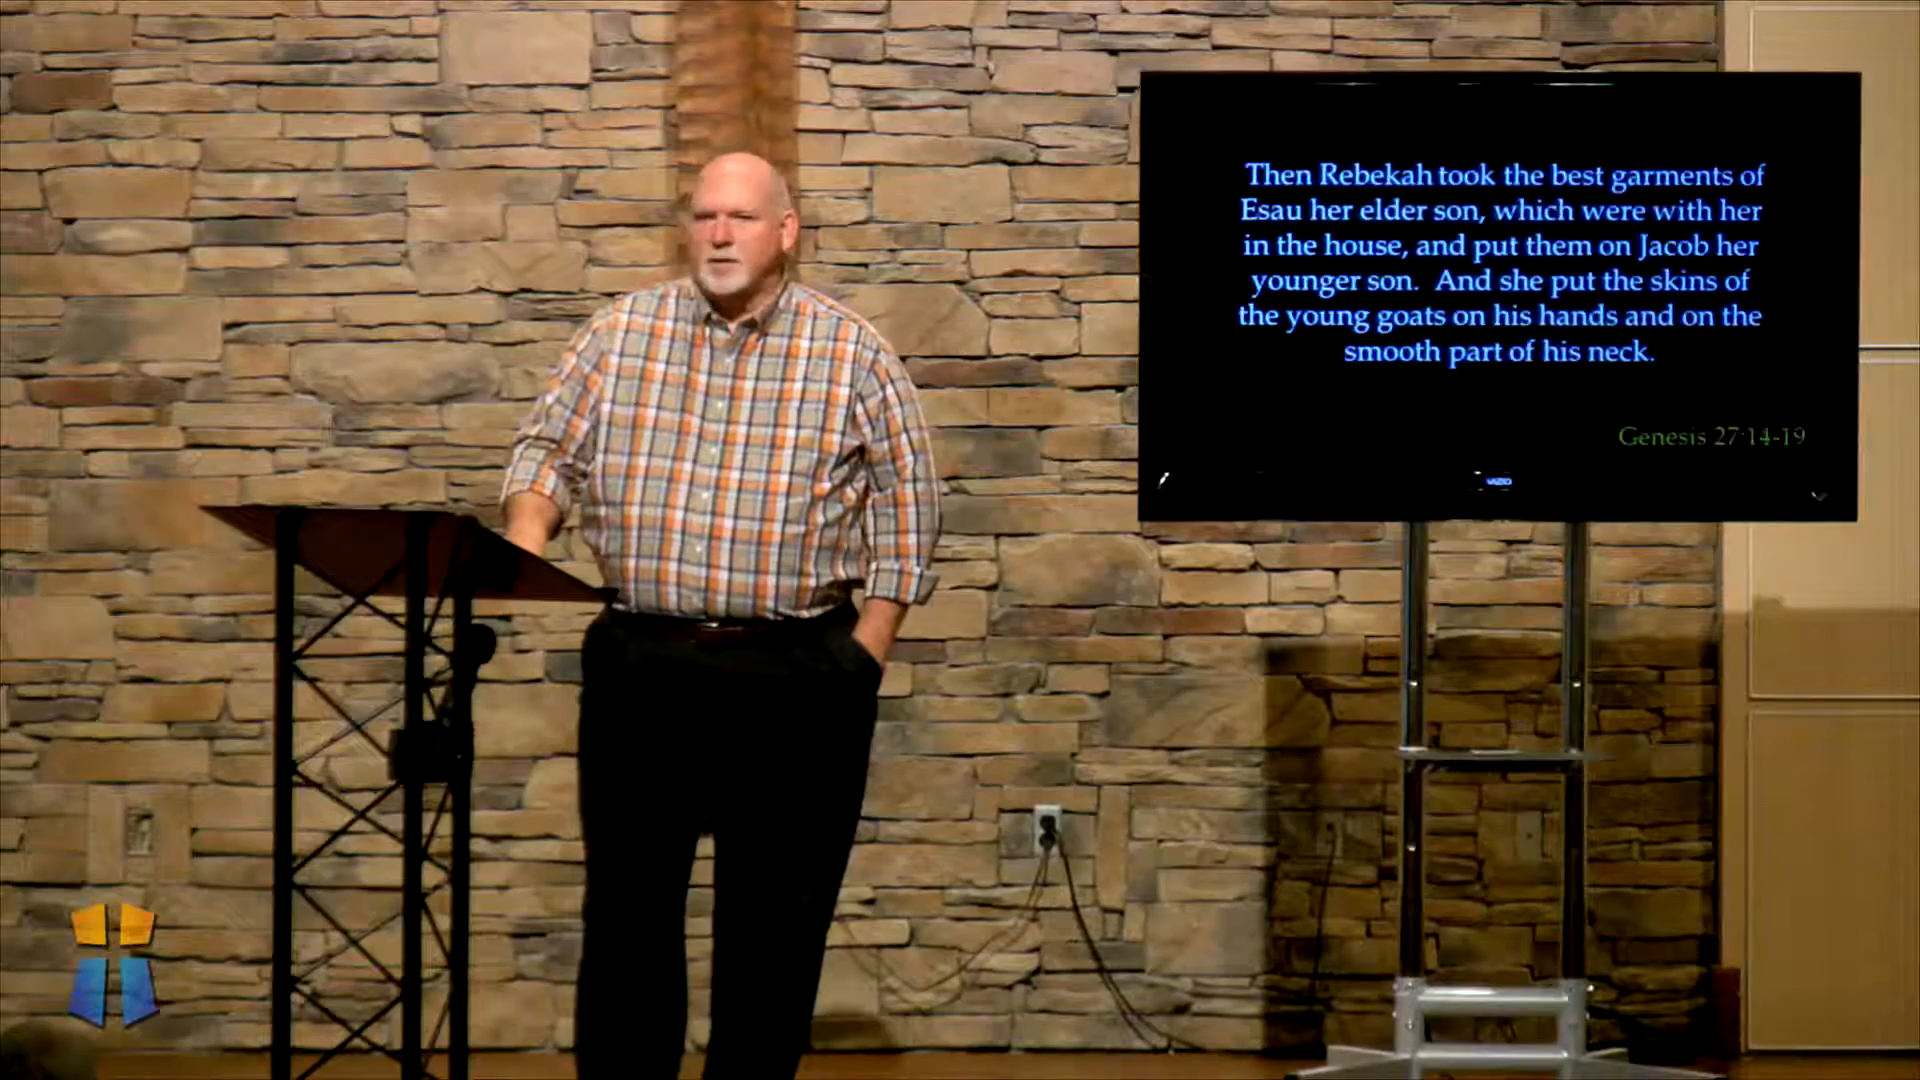 Then Rebekah took the best garments of
Esau her elder son, which were with her
in the house, and put them on Jacob her
younger son. And she put the skins of
the young goats on his hands and on the
smooth part of his neck.
Genesis 27:14-19
VIZIO